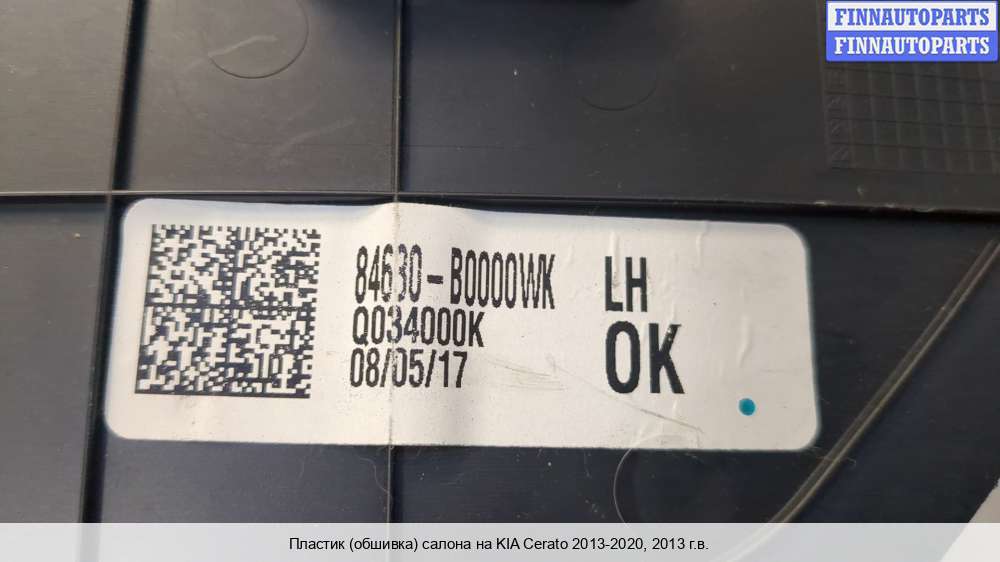 FINNAUTOPARTS
FINNAUTOPARTS
84630-B0000WK
Q034000K
08/05/17
LH
OK
Пластик (обшивка) салона на KIA Cerato 2013-2020, 2013 г.в.